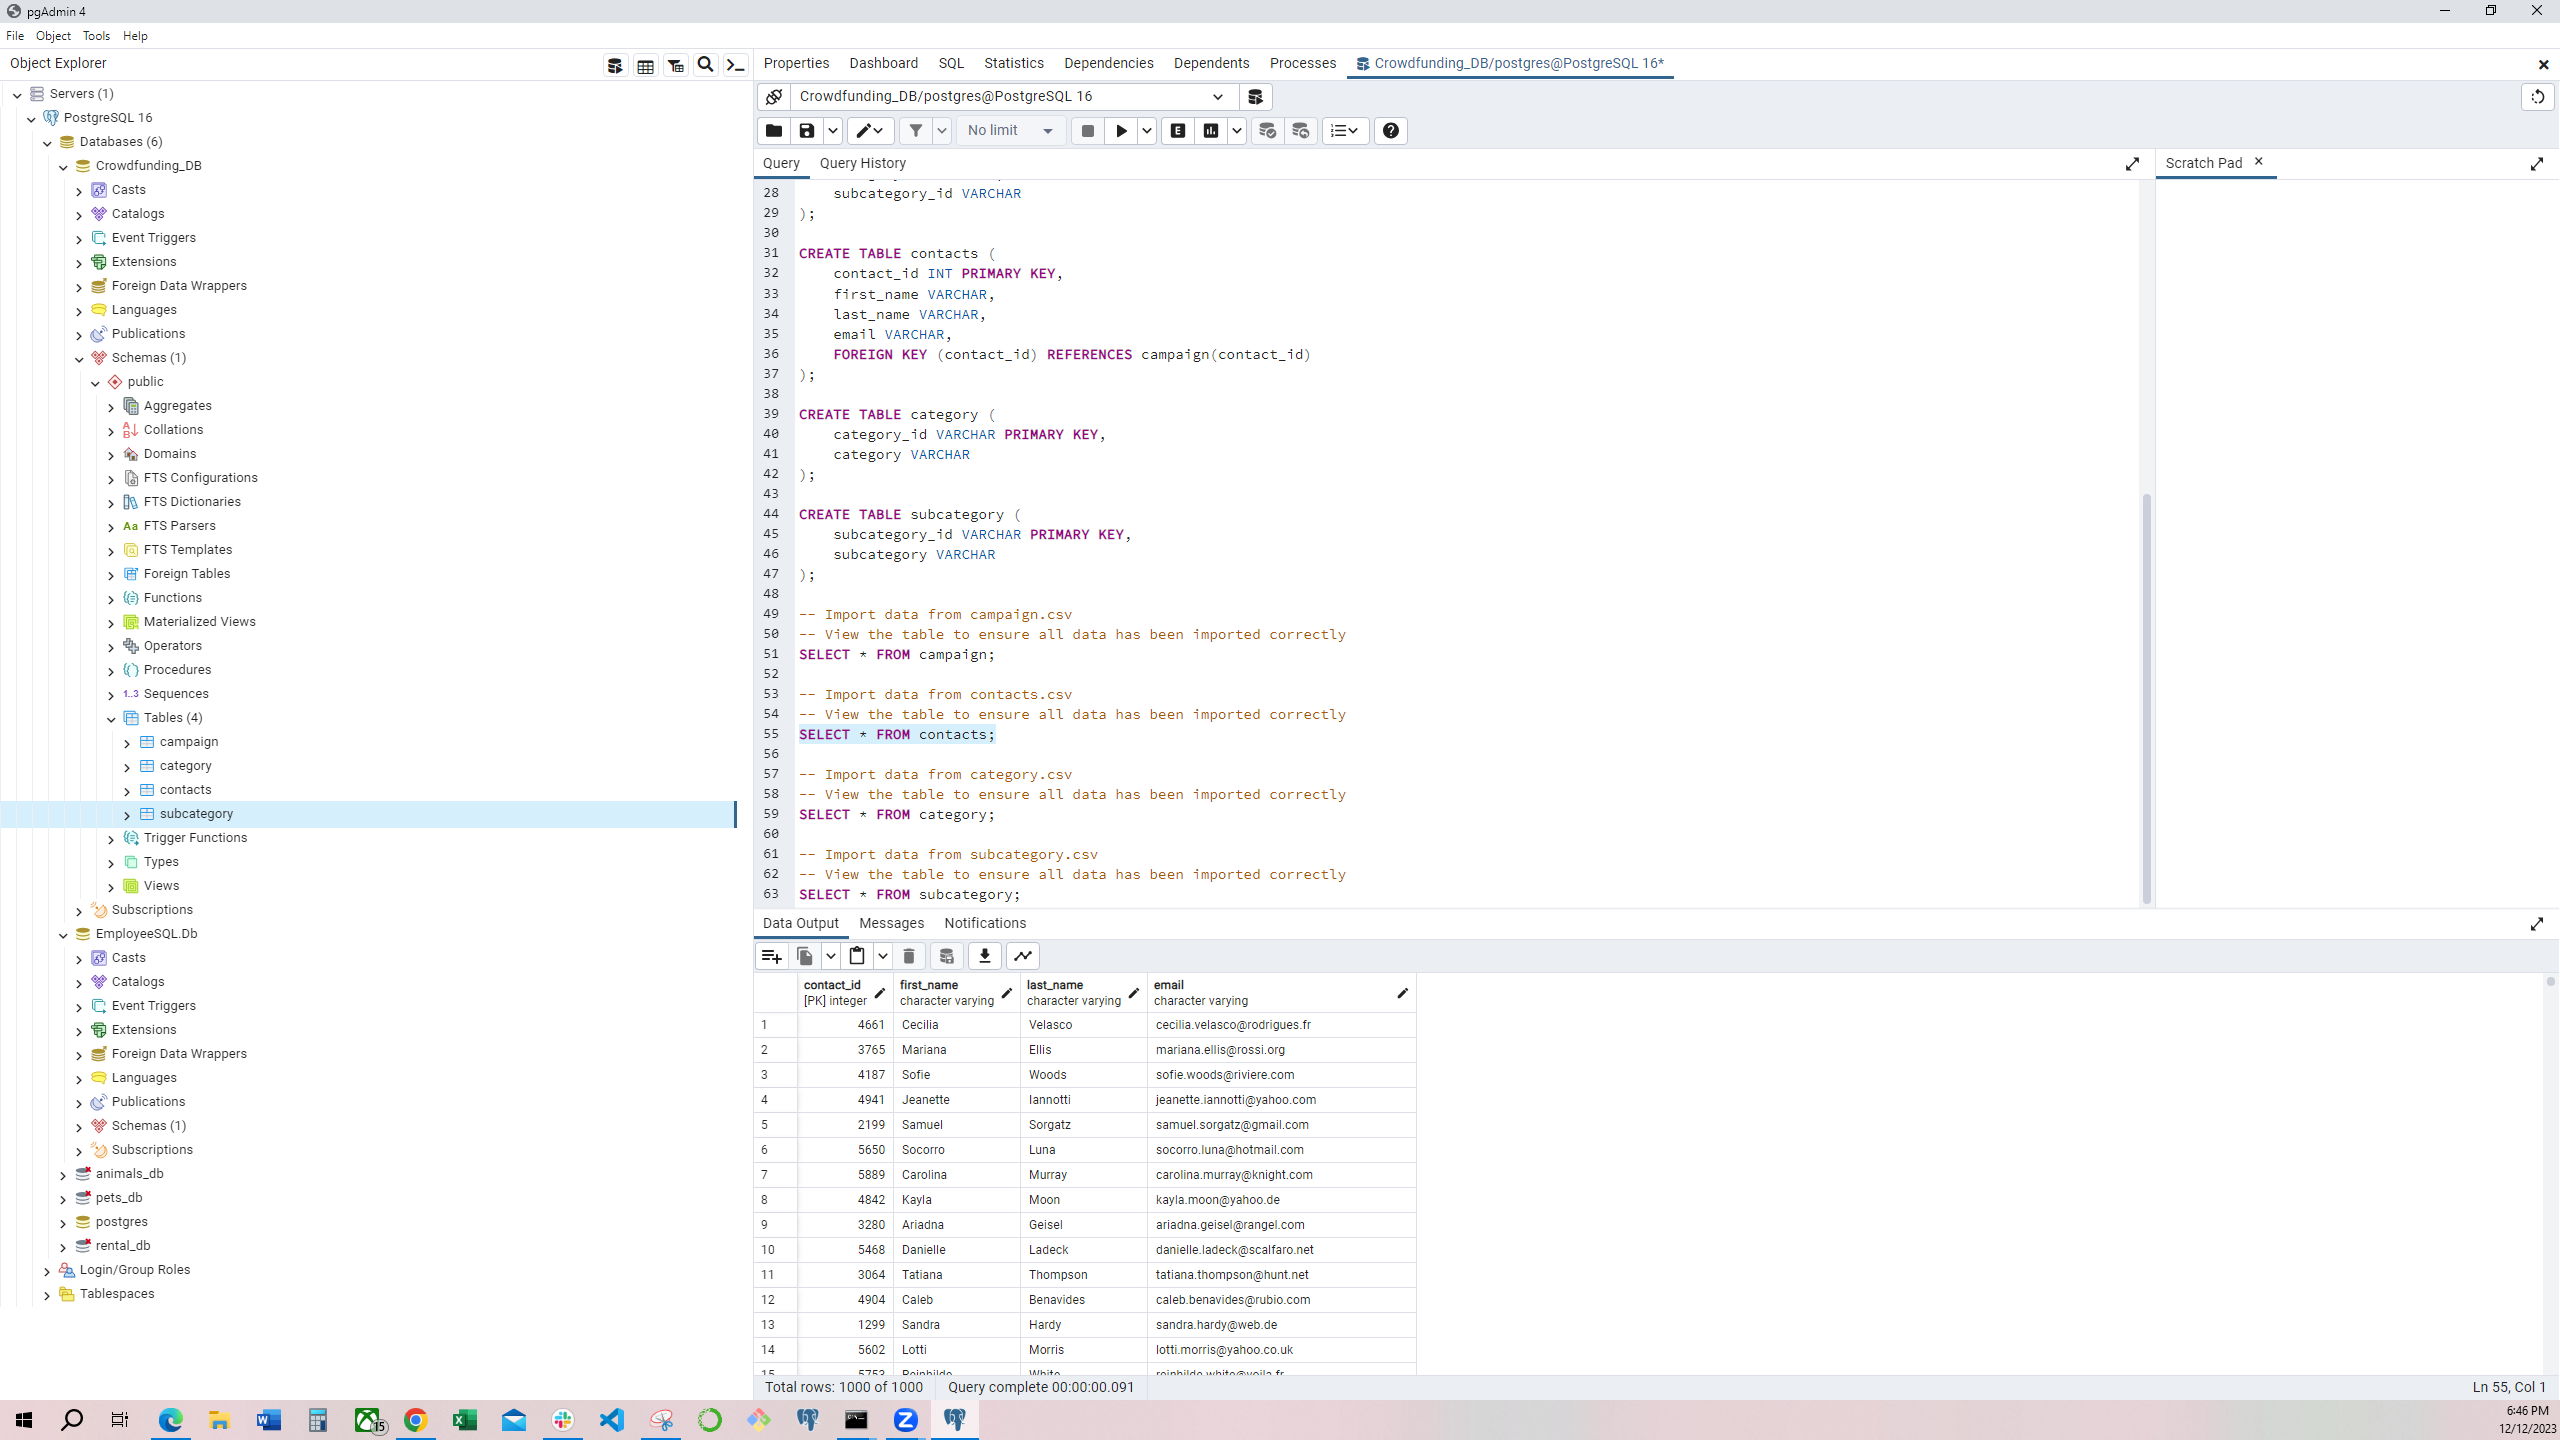 pgAdmin 4
File Object Tools Help
Object Explorer
Servers (1)
PostgreSQL 16
Databases (6)
Crowdfunding_DB
Casts
Catalogs
Event Triggers
Extensions
Foreign Data Wrappers
Languages
Publications
Schemas (1)
public
Aggregates
Collations
Domains
FTS Configurations
FTS Dictionaries
Aa FTS Parsers
FTS Templates
Foreign Tables
Functions
Materialized Views
Operators
Procedures
1..3 Sequences
Tables (4)
campaign
category
contacts
subcategory
Trigger Functions
Types
Views
Subscriptions
EmployeeSQL.Db
Casts
Catalogs
Event Triggers
Extensions
Foreign Data Wrappers
Languages
Publications
Schemas (1)
Subscriptions
animals_db
pets_db
postgres
rental_db
Login/Group Roles
Tablespaces
Properties Dashboard SQL Statistics Dependencies Dependents Processes Crowdfunding_DB/postgres@PostgreSQL 16*
Crowdfunding_DB/postgres@PostgreSQL 16
No limit
Query Query History
Scratch Pad
28 subcategory_id VARCHAR
29 );
30
31 CREATE TABLE contacts (
32 contact_id INT PRIMARY KEY,
33 first_name VARCHAR,
34 last_name VARCHAR,
35 email VARCHAR,
36 FOREIGN KEY (contact_id) REFERENCES campaign(contact_id)
37 );
38
39 CREATE TABLE category (
40 category_id VARCHAR PRIMARY KEY,
41 category VARCHAR
42 );
43
44 CREATE TABLE subcategory (
45 subcategory_id VARCHAR PRIMARY KEY,
46 subcategory VARCHAR
47 );
48
49 -- Import data from campaign.csv
50 -- View the table to ensure all data has been imported correctly
51 SELECT * FROM campaign;
52
53 -- Import data from contacts.csv
54 -- View the table to ensure all data has been imported correctly
55 SELECT * FROM contacts;
56
57 -- Import data from category.csv
58 -- View the table to ensure all data has been imported correctly
59 SELECT * FROM category;
60
61 -- Import data from subcategory.csv
62 -- View the table to ensure all data has been imported correctly
63 SELECT * FROM subcategory;
Data Output Messages Notifications
contact_id first_name last_name email
[PK] integer character varying character varying character varying
1 4661 Cecilia Velasco cecilia.velasco@rodrigues.fr
2 3765 Mariana Ellis mariana.ellis@rossi.org
3 4187 Sofie Woods sofie.woods@riviere.com
4 4941 Jeanette Iannotti jeanette.iannotti@yahoo.com
5 2199 Samuel Sorgatz samuel.sorgatz@gmail.com
6 5650 Socorro Luna socorro.luna@hotmail.com
7 5889 Carolina Murray carolina.murray@knight.com
8 4842 Kayla Moon kayla.moon@yahoo.de
9 3280 Ariadna Geisel ariadna.geisel@rangel.com
10 5468 Danielle Ladeck danielle.ladeck@scalfaro.net
11 3064 Tatiana Thompson tatiana.thompson@hunt.net
12 4904 Caleb Benavides caleb.benavides@rubio.com
13 1299 Sandra Hardy sandra.hardy@web.de
14 5602 Lotti Morris lotti.morris@yahoo.co.uk
15 5753 Reinhilde White reinhilde.white@voila.fr
Total rows: 1000 of 1000 Query complete 00:00:00.091
Ln 55, Col 1
15
6:46 PM
12/12/2023